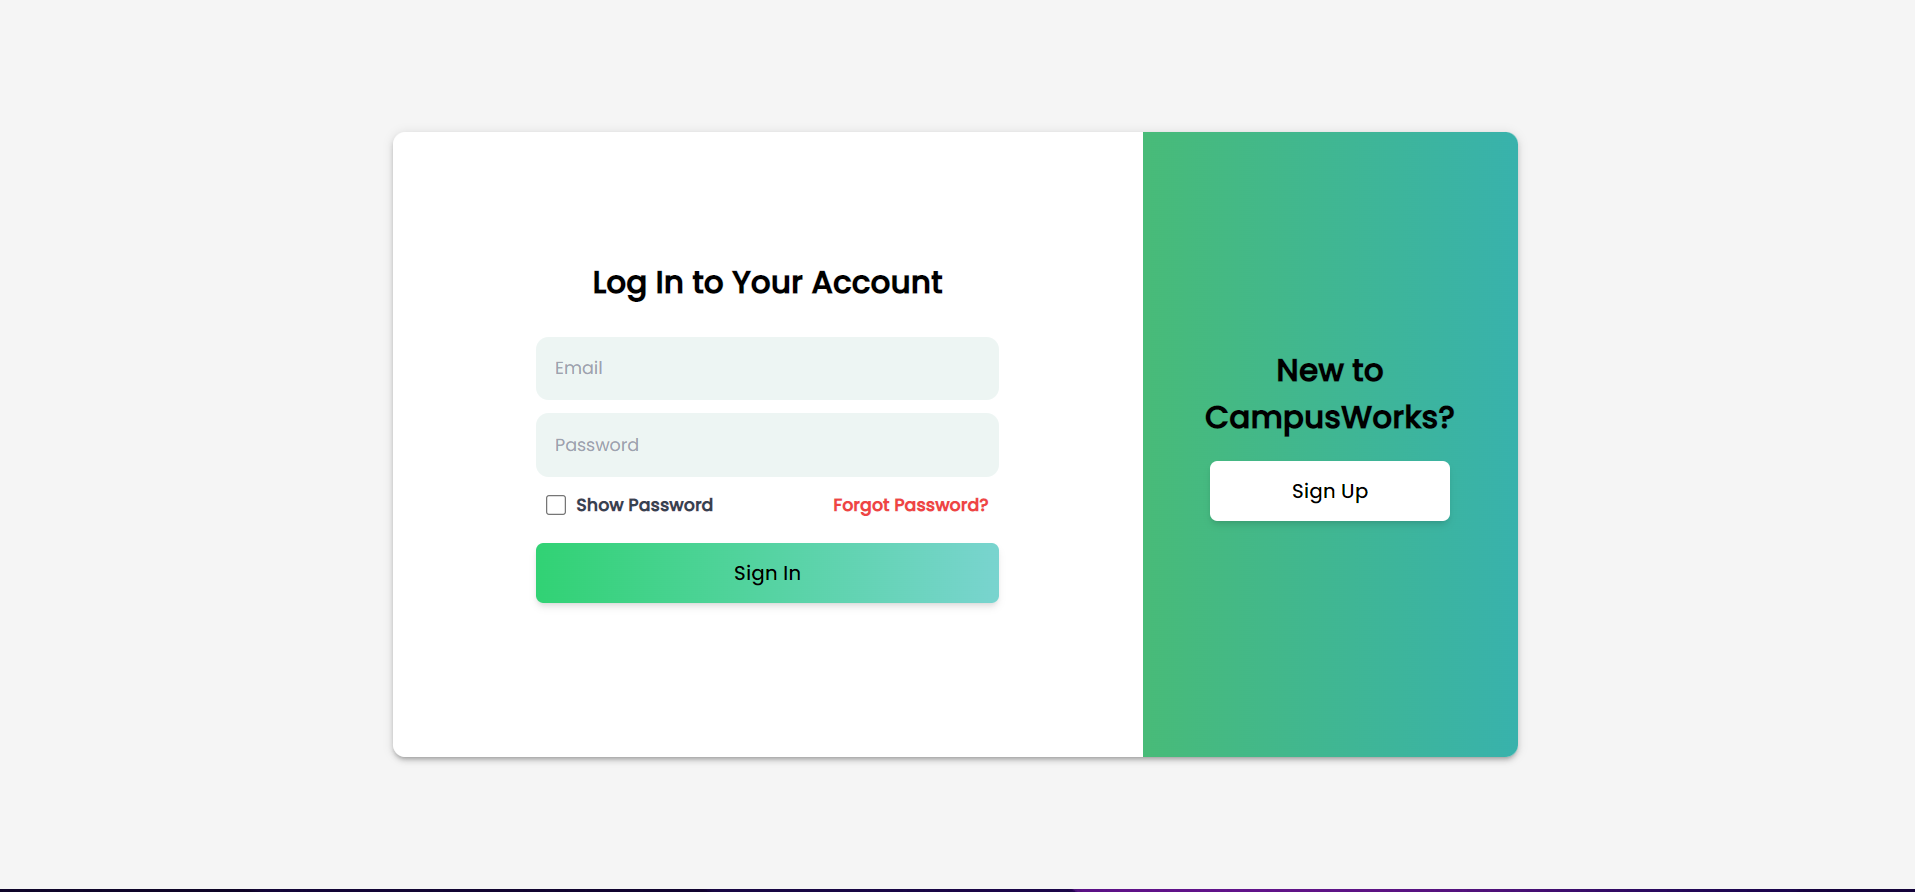 Log In to Your Account
Email
Password
Show Password
Forgot Password?
Sign In
New to
CampusWorks?
Sign Up